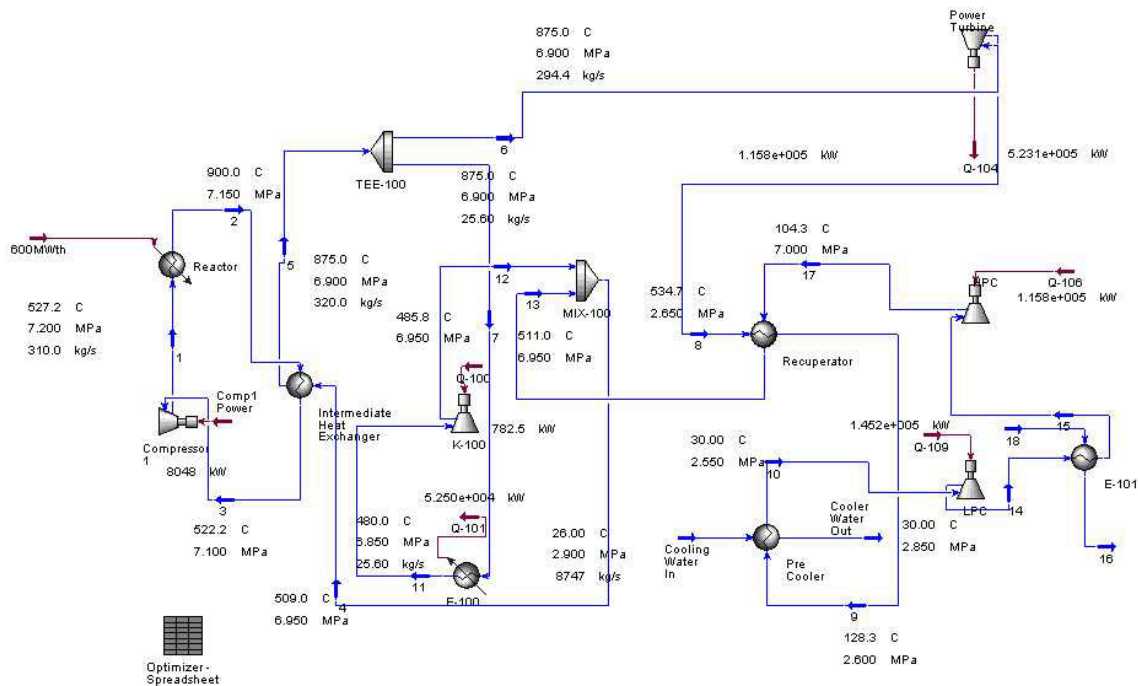 Power
Turbine
875.0 C
6.900 MPa
294.4 kg/s
6
TEE-100
1.158e+005 kW
5.231e+005 kW
Q-104
900.0 C
7.150 MPa
2
875.0 C
6.900 MPa
25.60 kg/s
600MWth
Reactor
5
875.0 C
6.900 MPa
320.0 kg/s
12
13
MIX-100
104.3 C
7.000 MPa
17
Q-106
1.158e+005 kW
527.2 C
7.200 MPa
310.0 kg/s
1
485.8 C
6.950 MPa
511.0 C
6.950 MPa
7
534.7 C
2.650 MPa
8
Recuperator
Q-100
Comp1
Power
Compressor
1
8048 kW
Intermediate
Heat
Exchanger
K-100
782.5 kW
30.00 C
2.550 MPa
10
1.452e+005 kW
Q-109
18
15
E-101
LPC
14
3
522.2 C
7.100 MPa
5.250e+004 kW
Q-101
480.0 C
6.850 MPa
25.60 kg/s
11
E-100
26.00 C
2.900 MPa
8747 kg/s
Cooling
Water
In
Cooler
Water
Out
Pre
Cooler
30.00 C
2.850 MPa
16
509.0 C
6.950 MPa
4
9
128.3 C
2.600 MPa
Optimizer-
Spreadsheet